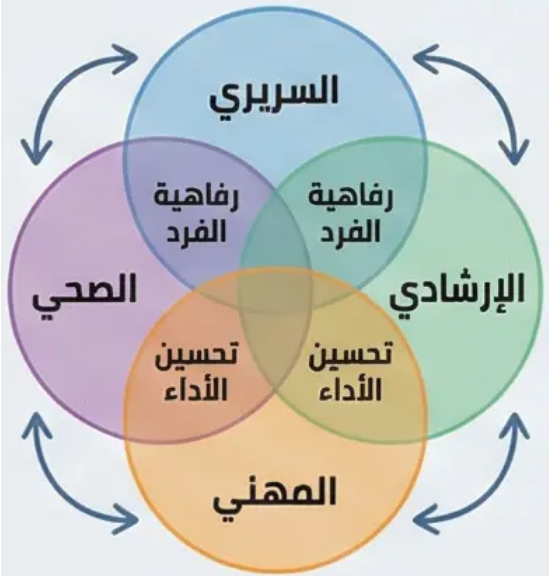 السريري
رفاهية
الفرد
رفاهية
الفرد
الإرشادي
الصحي
تحسين
الأداء
تحسين
الأداء
المهني